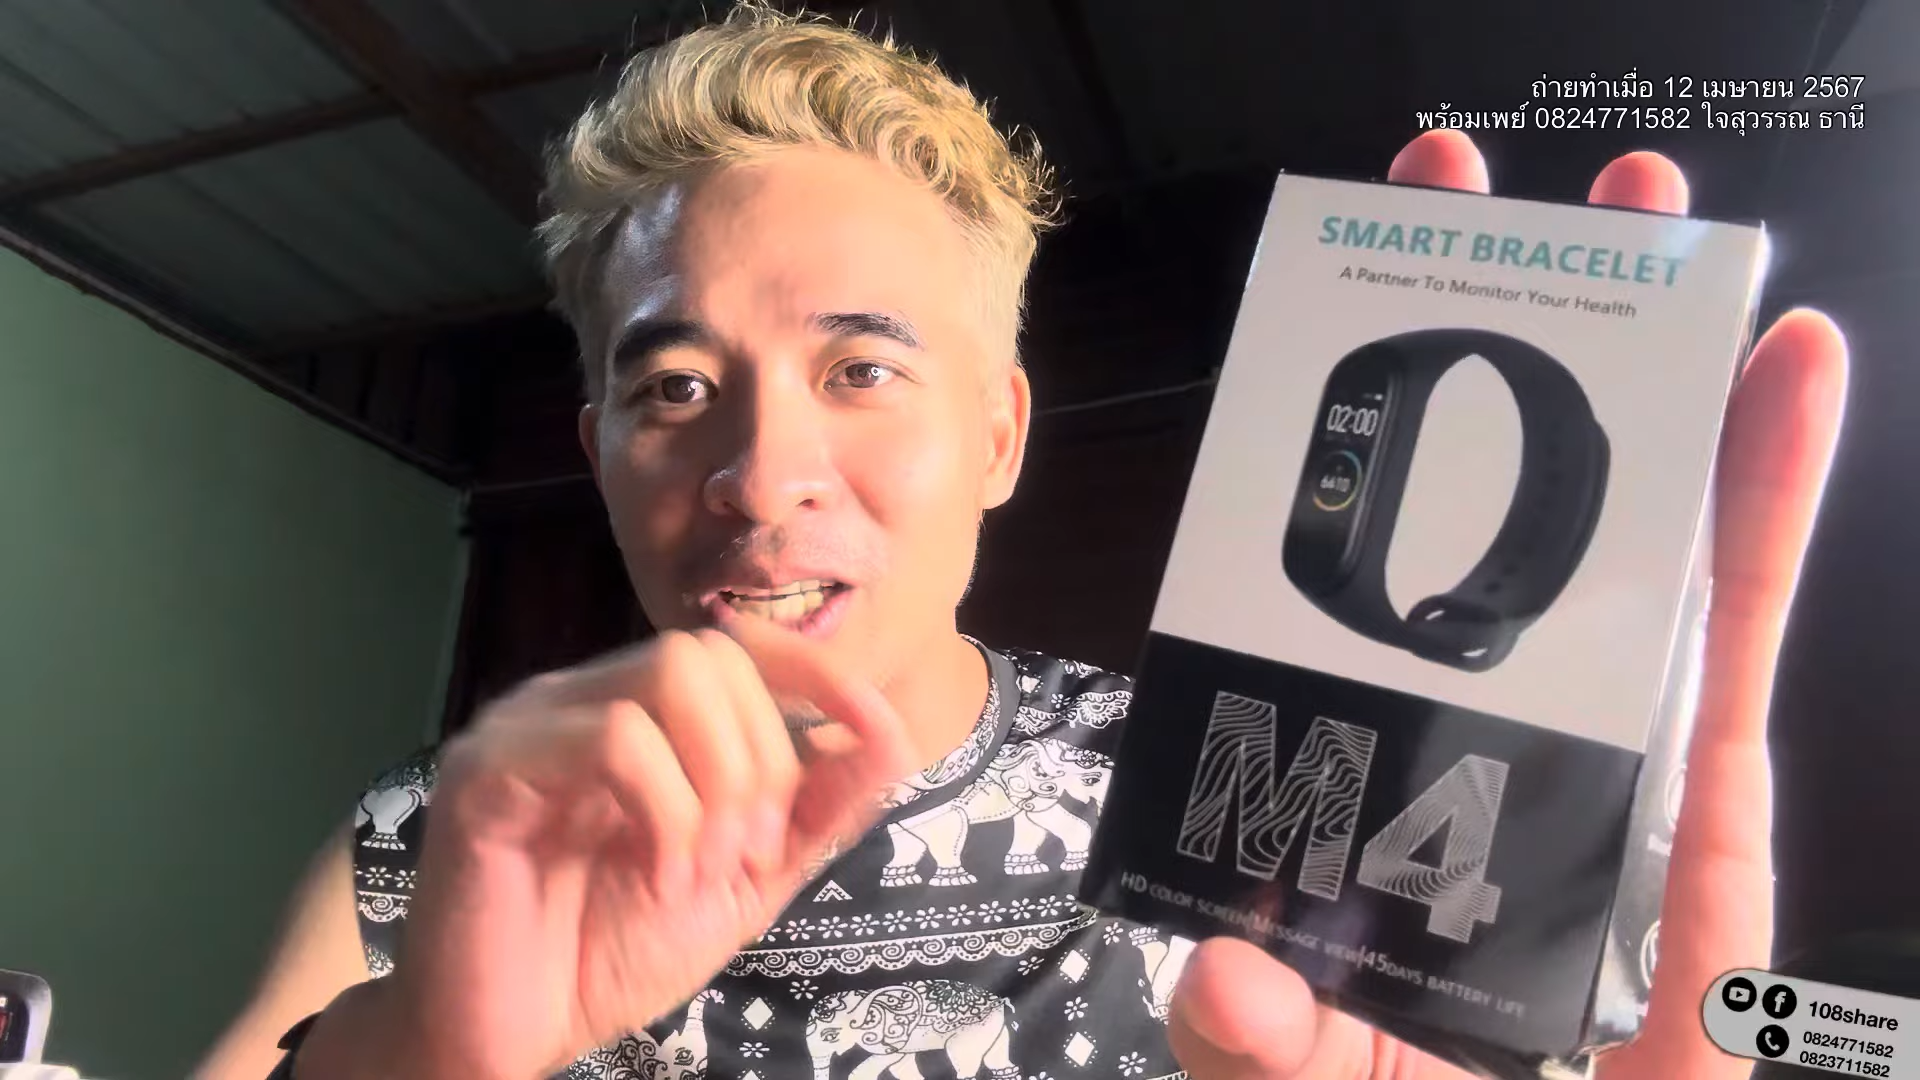 ถ่ายทำเมื่อ 12 เมษายน 2567
พร้อมเพย์ 0824771582 ใจสุวรรณ ธานี
SMART BRACELET
A Partner To Monitor Your Health
02:00
6410
M4
HD COLOR SCREEN|MESSAGE VIEW|45DAYS BATTERY LIFE
108share
0824771582
0823711582